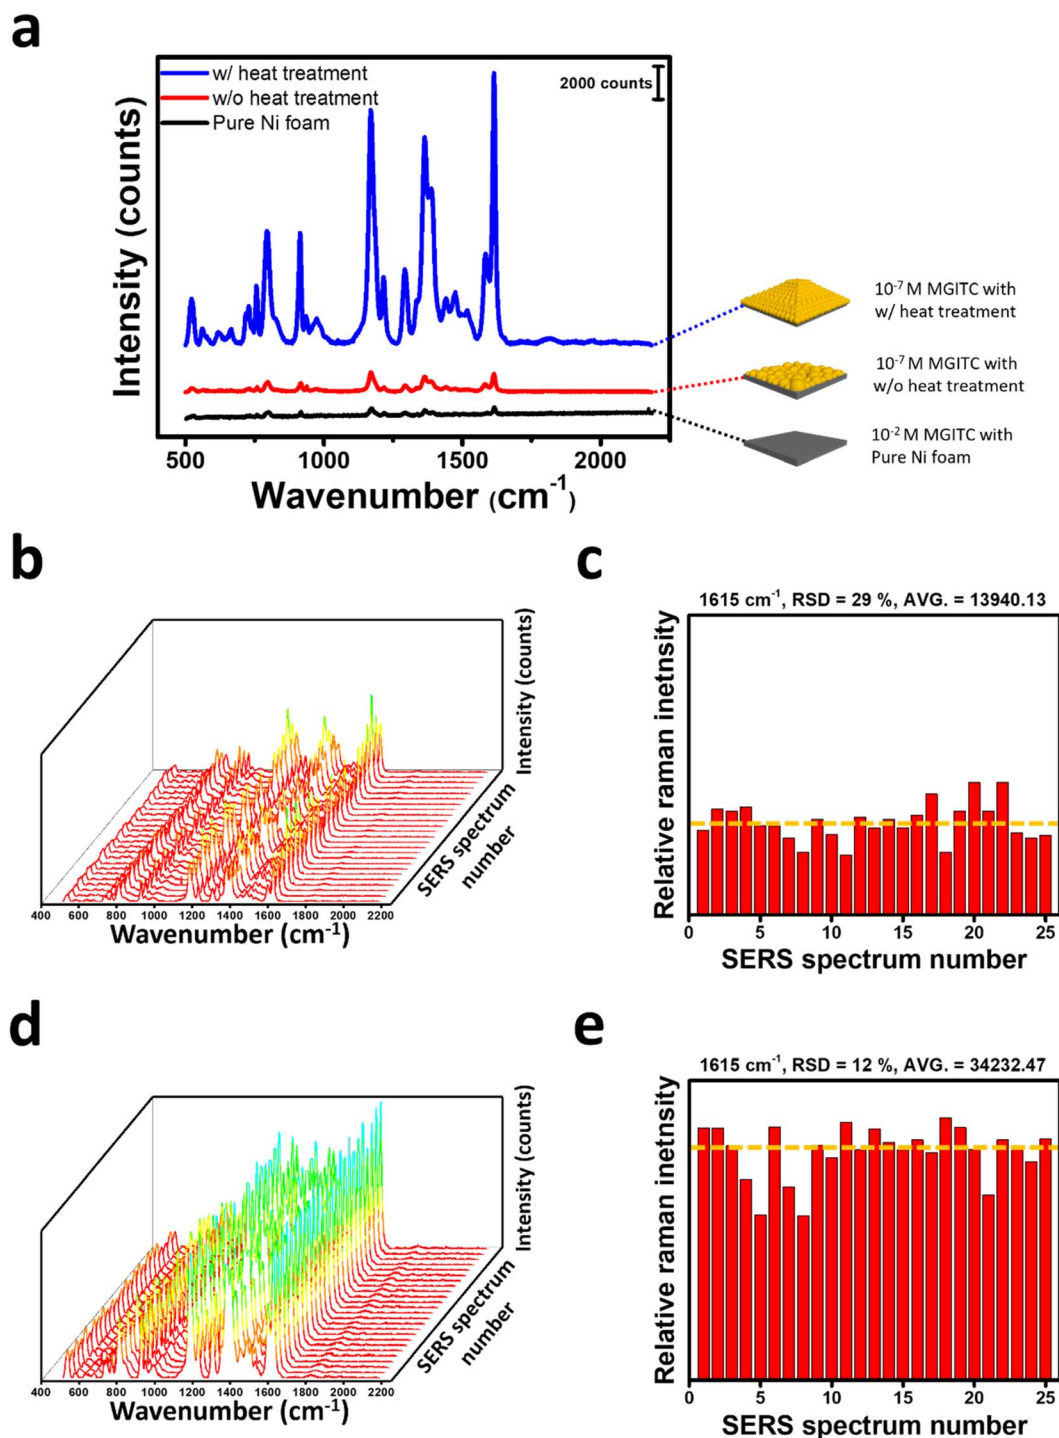 a
w/ heat treatment
w/o heat treatment
Pure Ni foam
2000 counts
Intensity (counts)
500 1000 1500 2000
Wavenumber (cm⁻¹)
10⁻⁷ M MGITC with
w/ heat treatment
10⁻⁷ M MGITC with
w/o heat treatment
10⁻² M MGITC with
Pure Ni foam
b
Intensity (counts)
SERS spectrum
number
400 600 800 1000 1200 1400 1600 1800 2000 2200
Wavenumber (cm⁻¹)
c
1615 cm⁻¹, RSD = 29 %, AVG. = 13940.13
Relative raman inetnsity
0 5 10 15 20 25
SERS spectrum number
d
Intensity (counts)
SERS spectrum
number
400 600 800 1000 1200 1400 1600 1800 2000 2200
Wavenumber (cm⁻¹)
e
1615 cm⁻¹, RSD = 12 %, AVG. = 34232.47
Relative raman inetnsity
0 5 10 15 20 25
SERS spectrum number